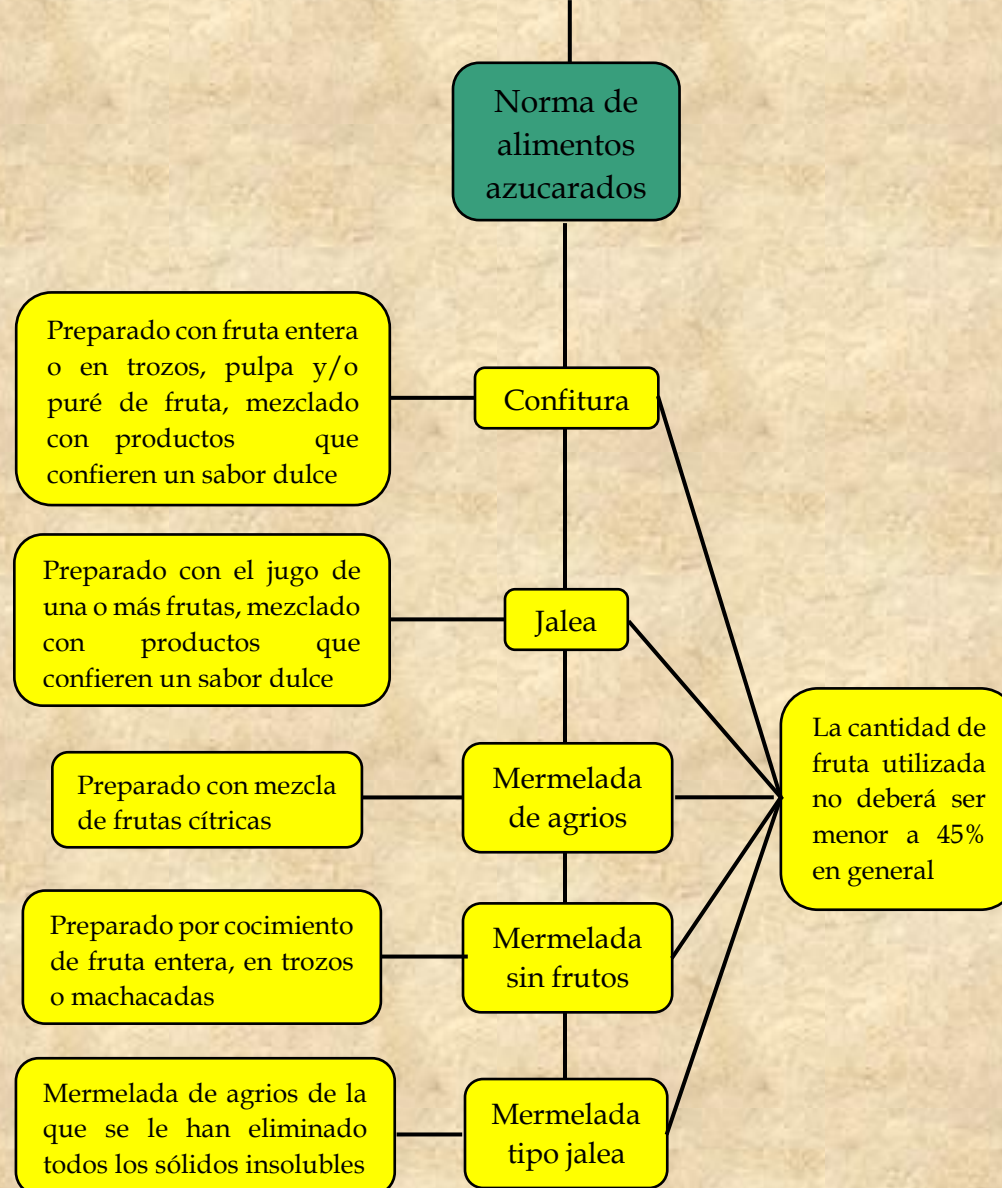 Norma de
alimentos
azucarados
Preparado con fruta entera
o en trozos, pulpa y/o
puré de fruta, mezclado
con productos que
confieren un sabor dulce
Confitura
Preparado con el jugo de
una o más frutas, mezclado
con productos que
confieren un sabor dulce
Jalea
Preparado con mezcla
de frutas cítricas
Mermelada
de agrios
La cantidad de
fruta utilizada
no deberá ser
menor a 45%
en general
Preparado por cocimiento
de fruta entera, en trozos
o machacadas
Mermelada
sin frutos
Mermelada de agrios de la
que se le han eliminado
todos los sólidos insolubles
Mermelada
tipo jalea